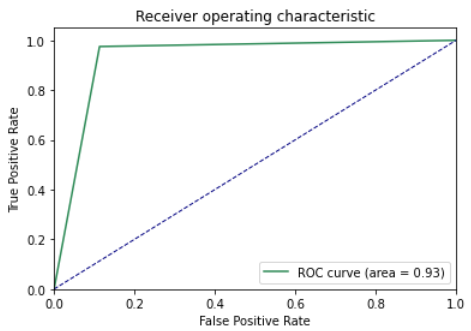 Receiver operating characteristic
True Positive Rate
1.0
0.8
0.6
0.4
0.2
0.0
ROC curve (area = 0.93)
0.0 0.2 0.4 0.6 0.8 1.0
False Positive Rate